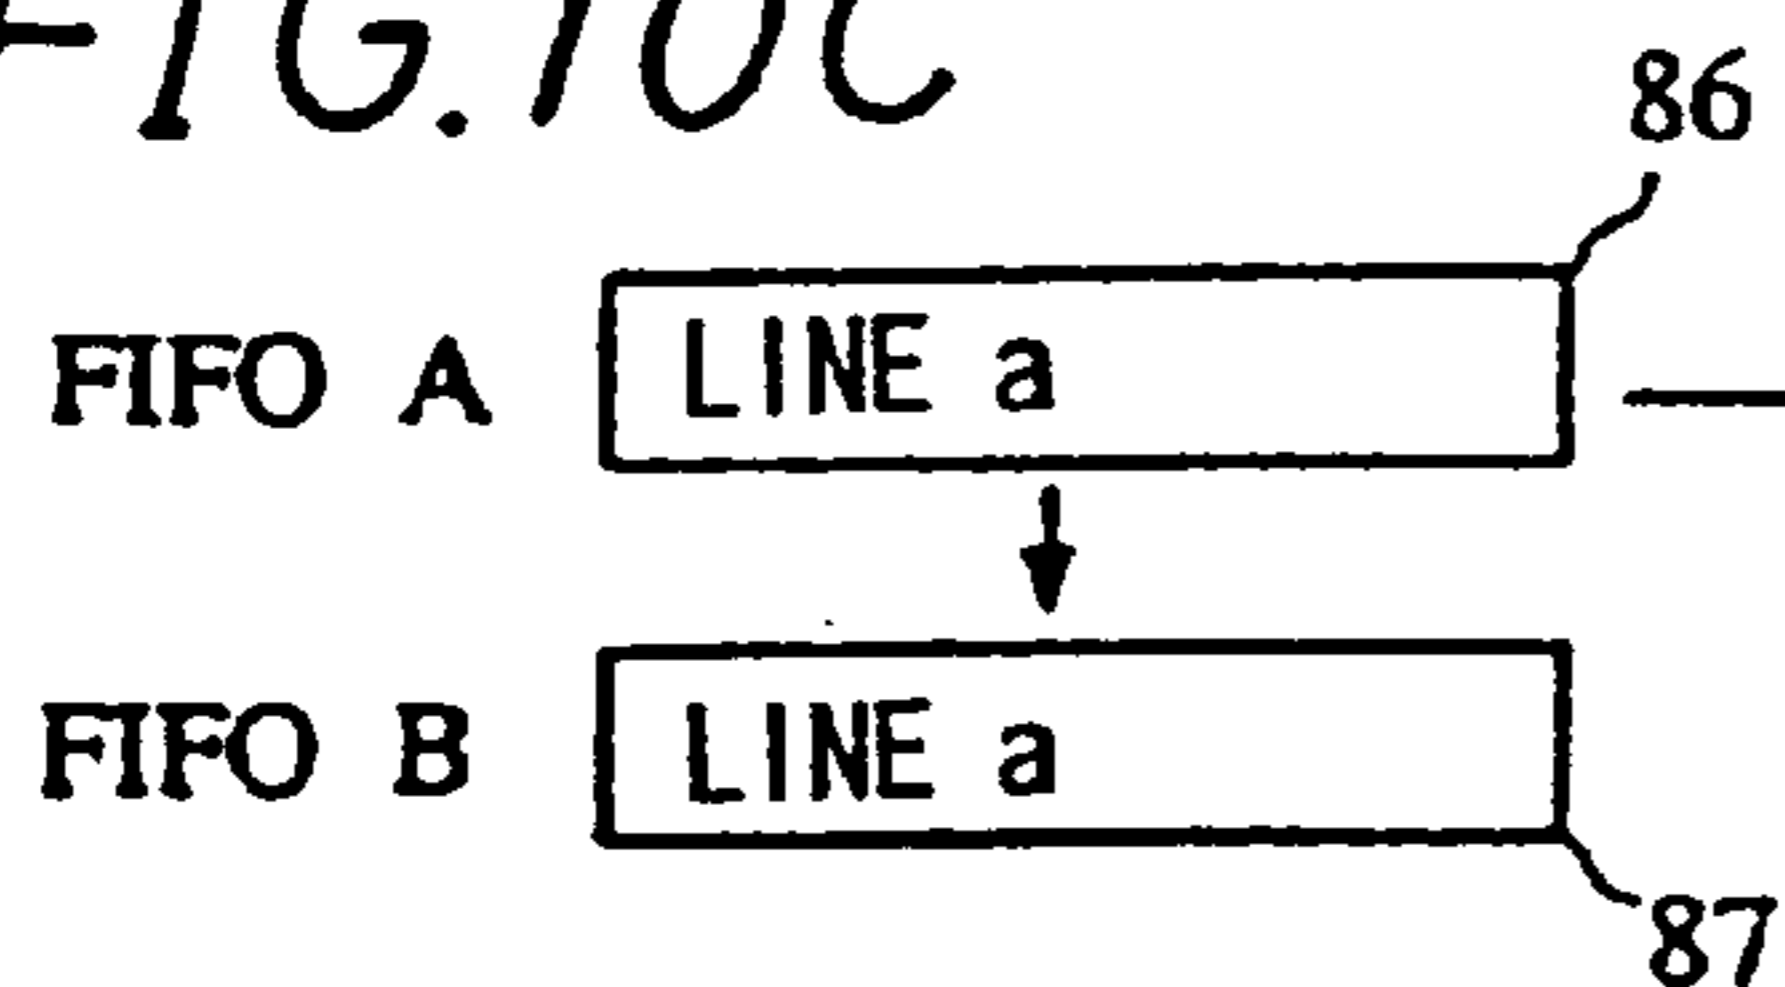 FIG. 10C
86
FIFO A LINE a
FIFO B LINE a
87